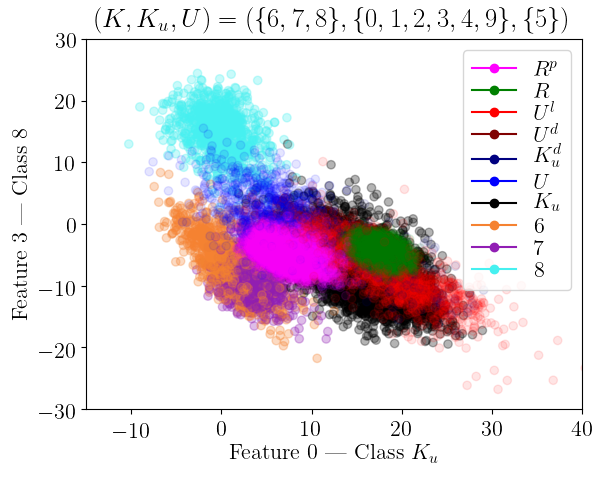 (K, K_u, U) = ({6, 7, 8}, {0, 1, 2, 3, 4, 9}, {5})
30
20
10
0
−10
−20
−30
Feature 3 — Class 8
R^p
R
U^l
U^d
K_u^d
U
K_u
6
7
8
−10
0
10
20
30
40
Feature 0 — Class K_u